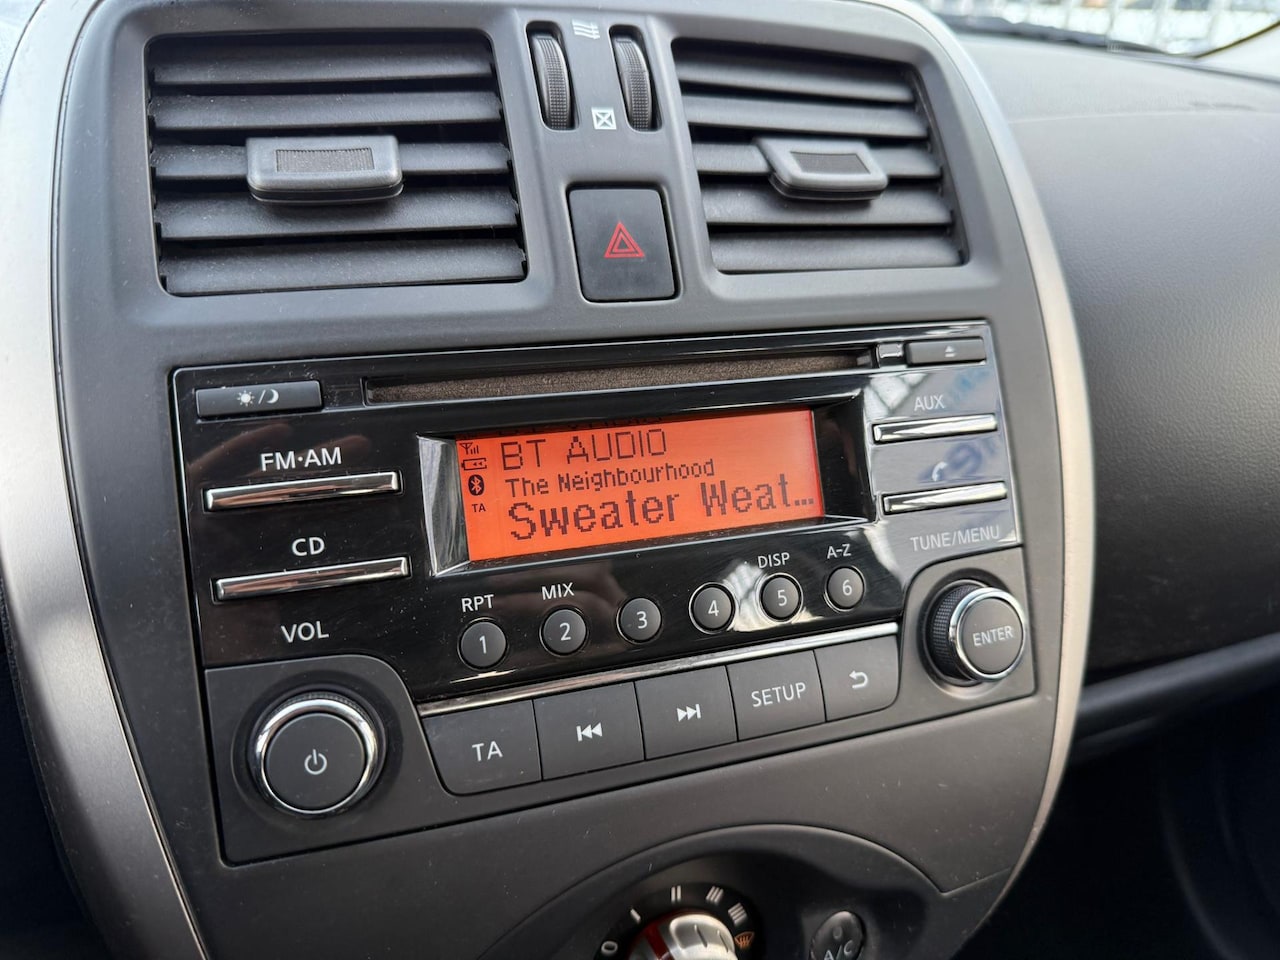 FM·AM
CD
VOL
BT AUDIO
The Neighbourhood
TA
Sweater Weat...
AUX
TUNE/MENU
RPT
MIX
DISP
A-Z
1
2
3
4
5
6
ENTER
TA
SETUP
0
A/C